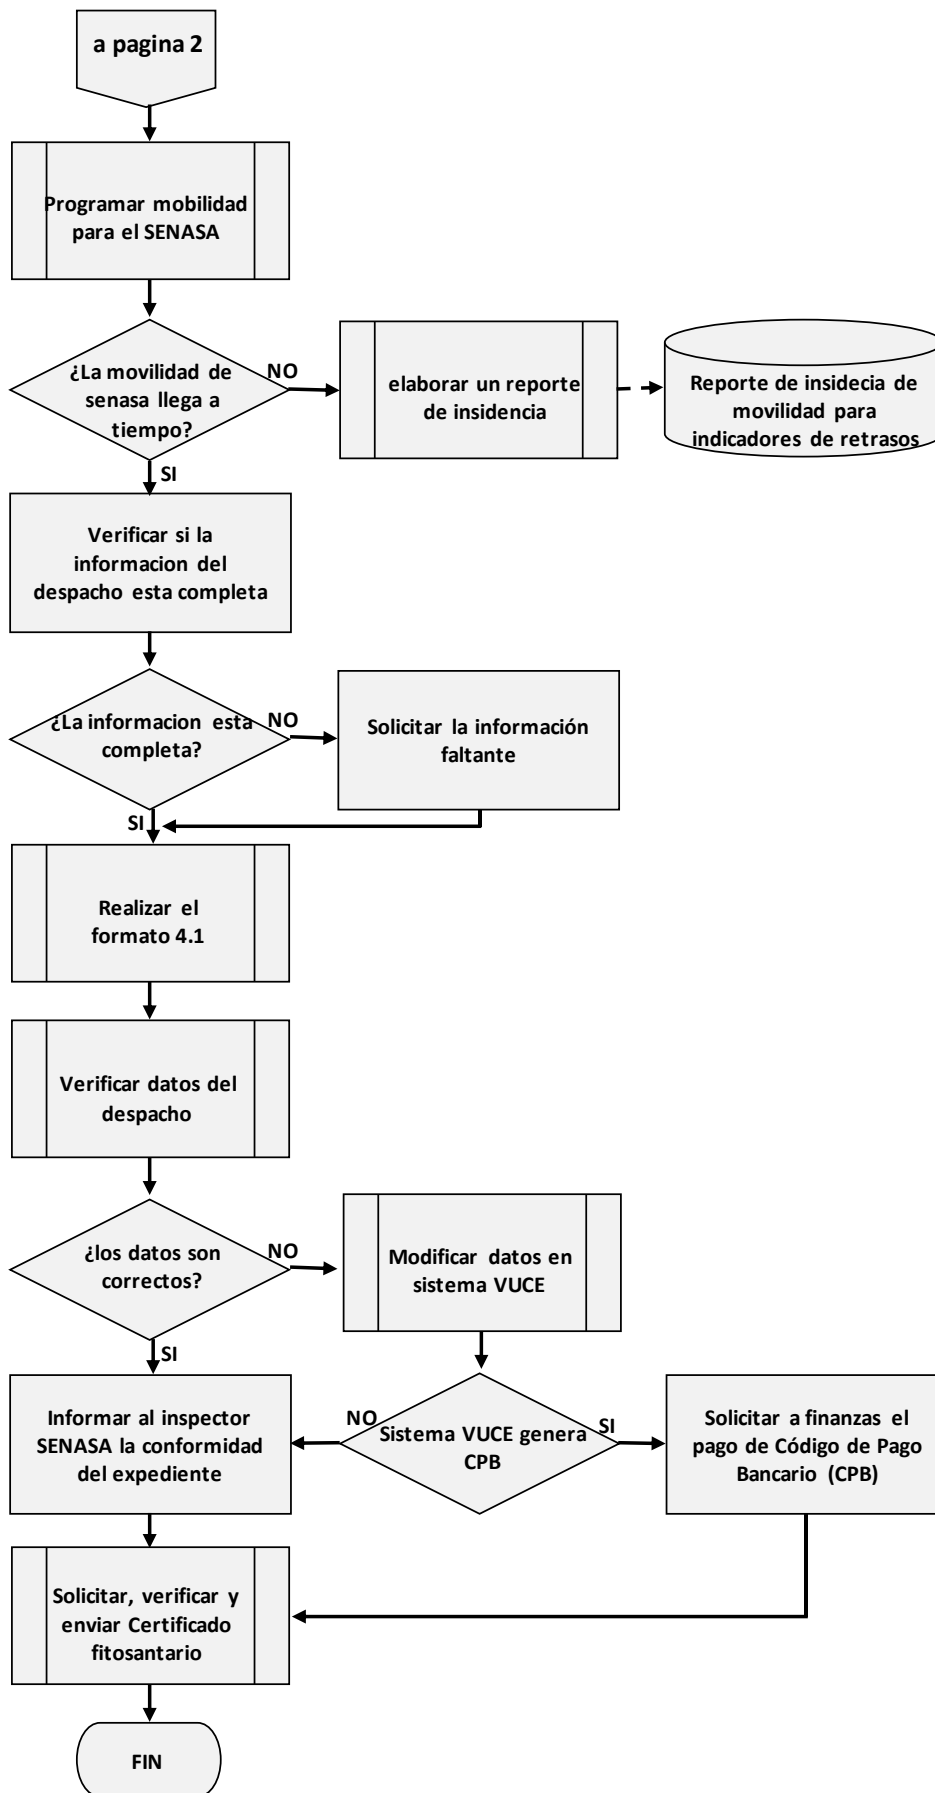 a pagina 2
Programar mobilidad
para el SENASA
¿La movilidad de
senasa llega a
tiempo?
NO
elaborar un reporte
de insidencia
Reporte de insidecia de
movilidad para
indicadores de retrasos
SI
Verificar si la
informacion del
despacho esta completa
¿La informacion esta
completa?
NO
Solicitar la información
faltante
SI
Realizar el
formato 4.1
Verificar datos del
despacho
¿los datos son
correctos?
NO
Modificar datos en
sistema VUCE
SI
Informar al inspector
SENASA la conformidad
del expediente
NO
Sistema VUCE genera
CPB
SI
Solicitar a finanzas el
pago de Código de Pago
Bancario (CPB)
Solicitar, verificar y
enviar Certificado
fitosantario
FIN